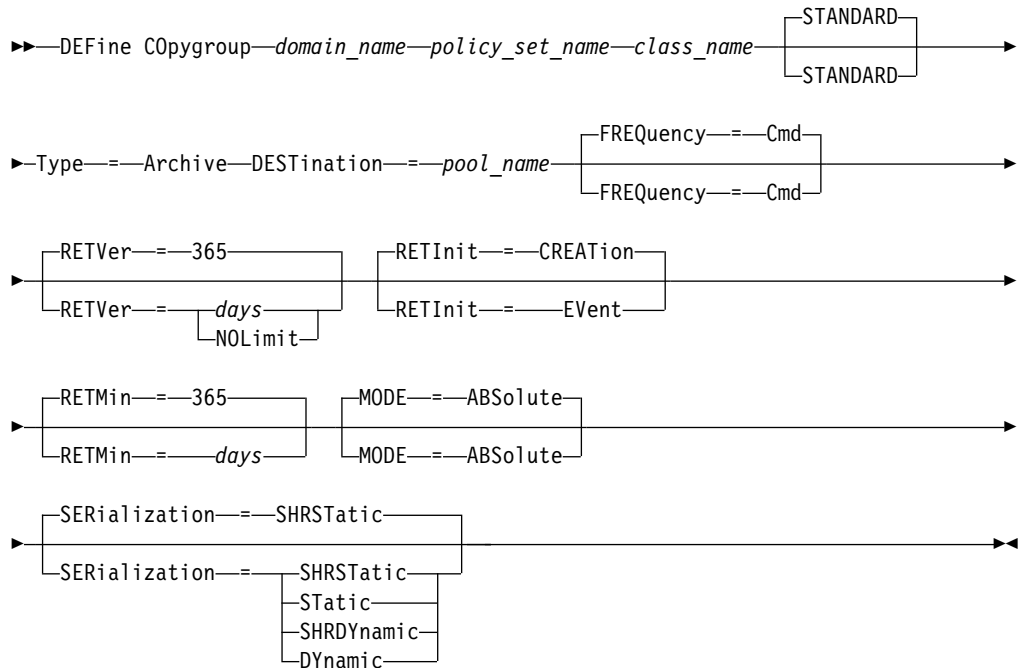 STANDARD
DEFine COpygroup domain_name policy_set_name class_name
STANDARD
Type = Archive DESTination = pool_name
FREQuency = Cmd
FREQuency = Cmd
RETVer = 365
RETVer = days
NOLimit
RETInit = CREATion
RETInit = EVent
RETMin = 365
RETMin = days
MODE = ABSolute
MODE = ABSolute
SERialization = SHRSTatic
SERialization = SHRSTatic
STatic
SHRDYnamic
DYnamic